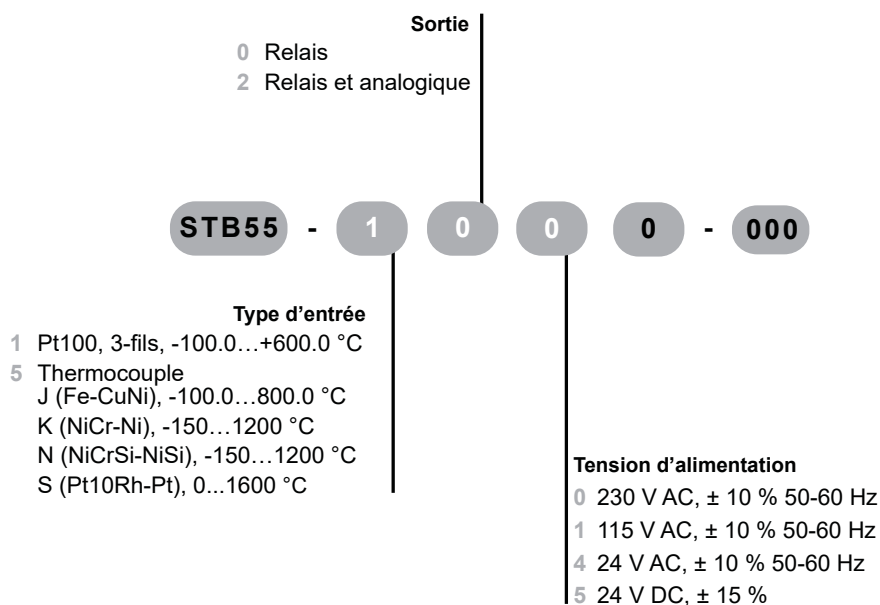 Sortie
0 Relais
2 Relais et analogique
STB55 - 1 0 0 0 - 000
Type d’entrée
1 Pt100, 3-fils, -100.0…+600.0 °C
5 Thermocouple
J (Fe-CuNi), -100.0…800.0 °C
K (NiCr-Ni), -150…1200 °C
N (NiCrSi-NiSi), -150…1200 °C
S (Pt10Rh-Pt), 0...1600 °C
Tension d’alimentation
0 230 V AC, ± 10 % 50-60 Hz
1 115 V AC, ± 10 % 50-60 Hz
4 24 V AC, ± 10 % 50-60 Hz
5 24 V DC, ± 15 %